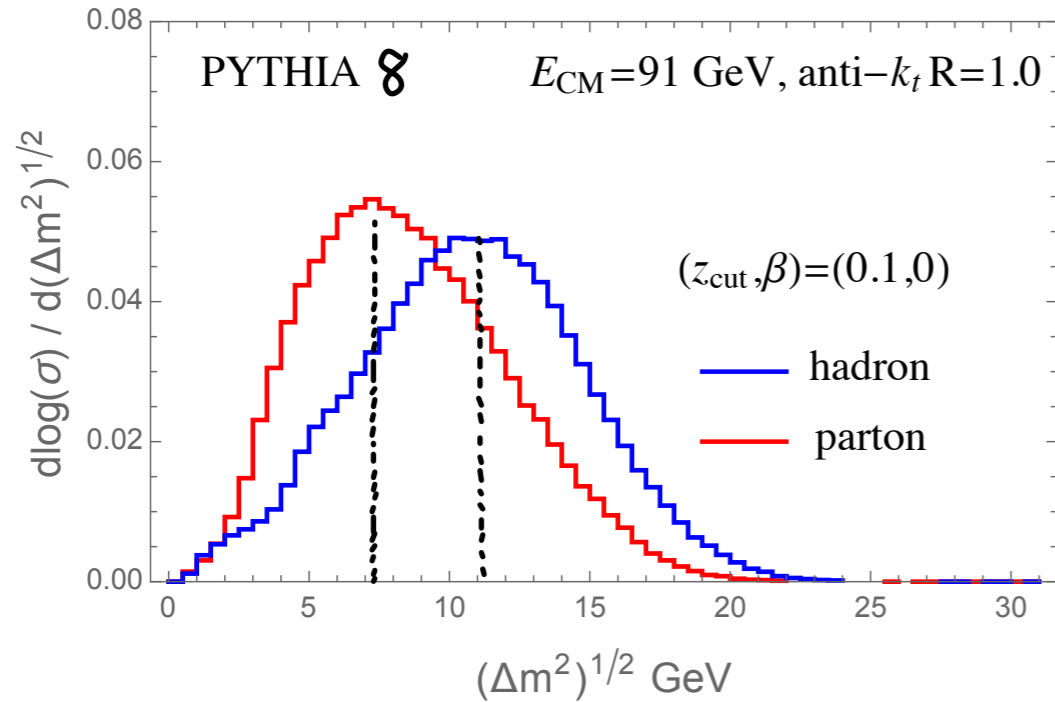 0.08
PYTHIA 8 E_CM=91 GeV, anti-k_t R=1.0
0.06
(z_cut,β)=(0.1,0)
0.04
hadron
0.02
parton
0.00
0 5 10 15 20 25 30
(Δm²)^1/2 GeV
dlog(σ) / d(Δm²)^1/2